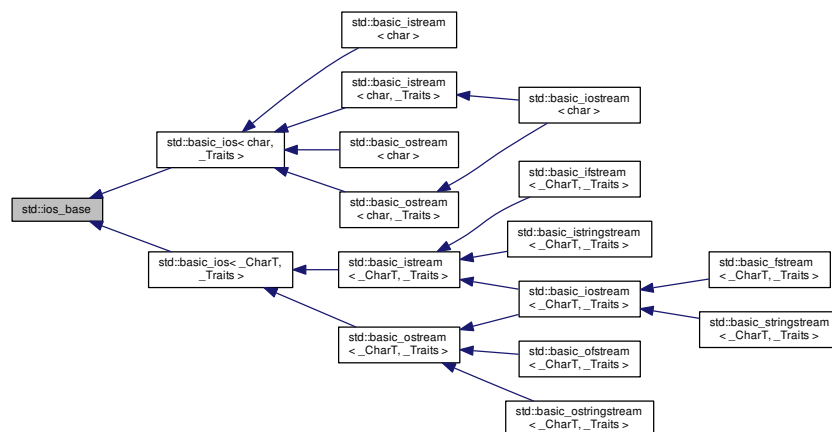 std::basic_istream
< char >
std::basic_istream
< char, _Traits >
std::basic_iostream
< char >
std::basic_ios< char,
_Traits >
std::basic_ostream
< char >
std::basic_ifstream
< _CharT, _Traits >
std::basic_ostream
< char, _Traits >
std::ios_base
std::basic_istringstream
< _CharT, _Traits >
std::basic_ios< _CharT,
_Traits >
std::basic_istream
< _CharT, _Traits >
std::basic_fstream
< _CharT, _Traits >
std::basic_iostream
< _CharT, _Traits >
std::basic_stringstream
< _CharT, _Traits >
std::basic_ostream
< _CharT, _Traits >
std::basic_ofstream
< _CharT, _Traits >
std::basic_ostringstream
< _CharT, _Traits >